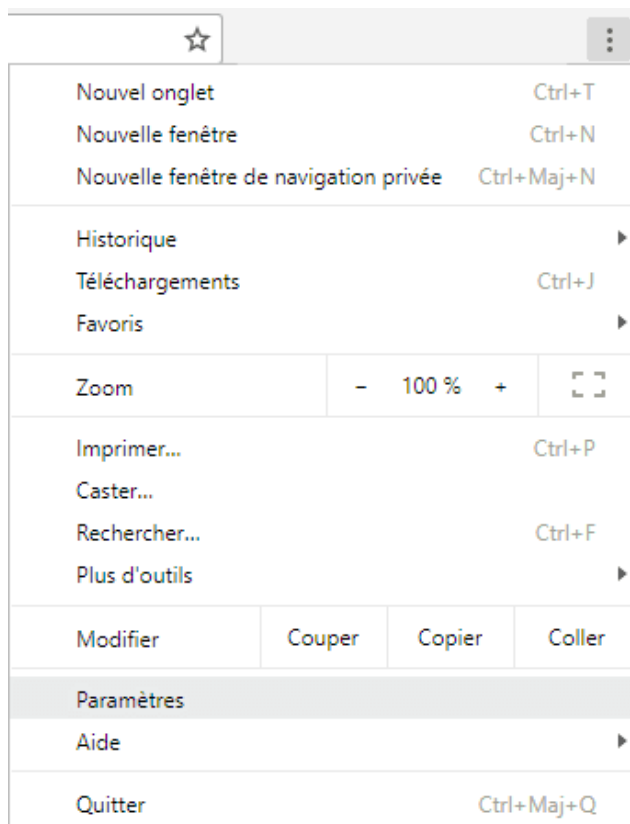 Nouvel onglet Ctrl+T
Nouvelle fenêtre Ctrl+N
Nouvelle fenêtre de navigation privée Ctrl+Maj+N
Historique
Téléchargements Ctrl+J
Favoris
Zoom - 100 % +
Imprimer... Ctrl+P
Caster...
Rechercher... Ctrl+F
Plus d'outils
Modifier Couper Copier Coller
Paramètres
Aide
Quitter Ctrl+Maj+Q